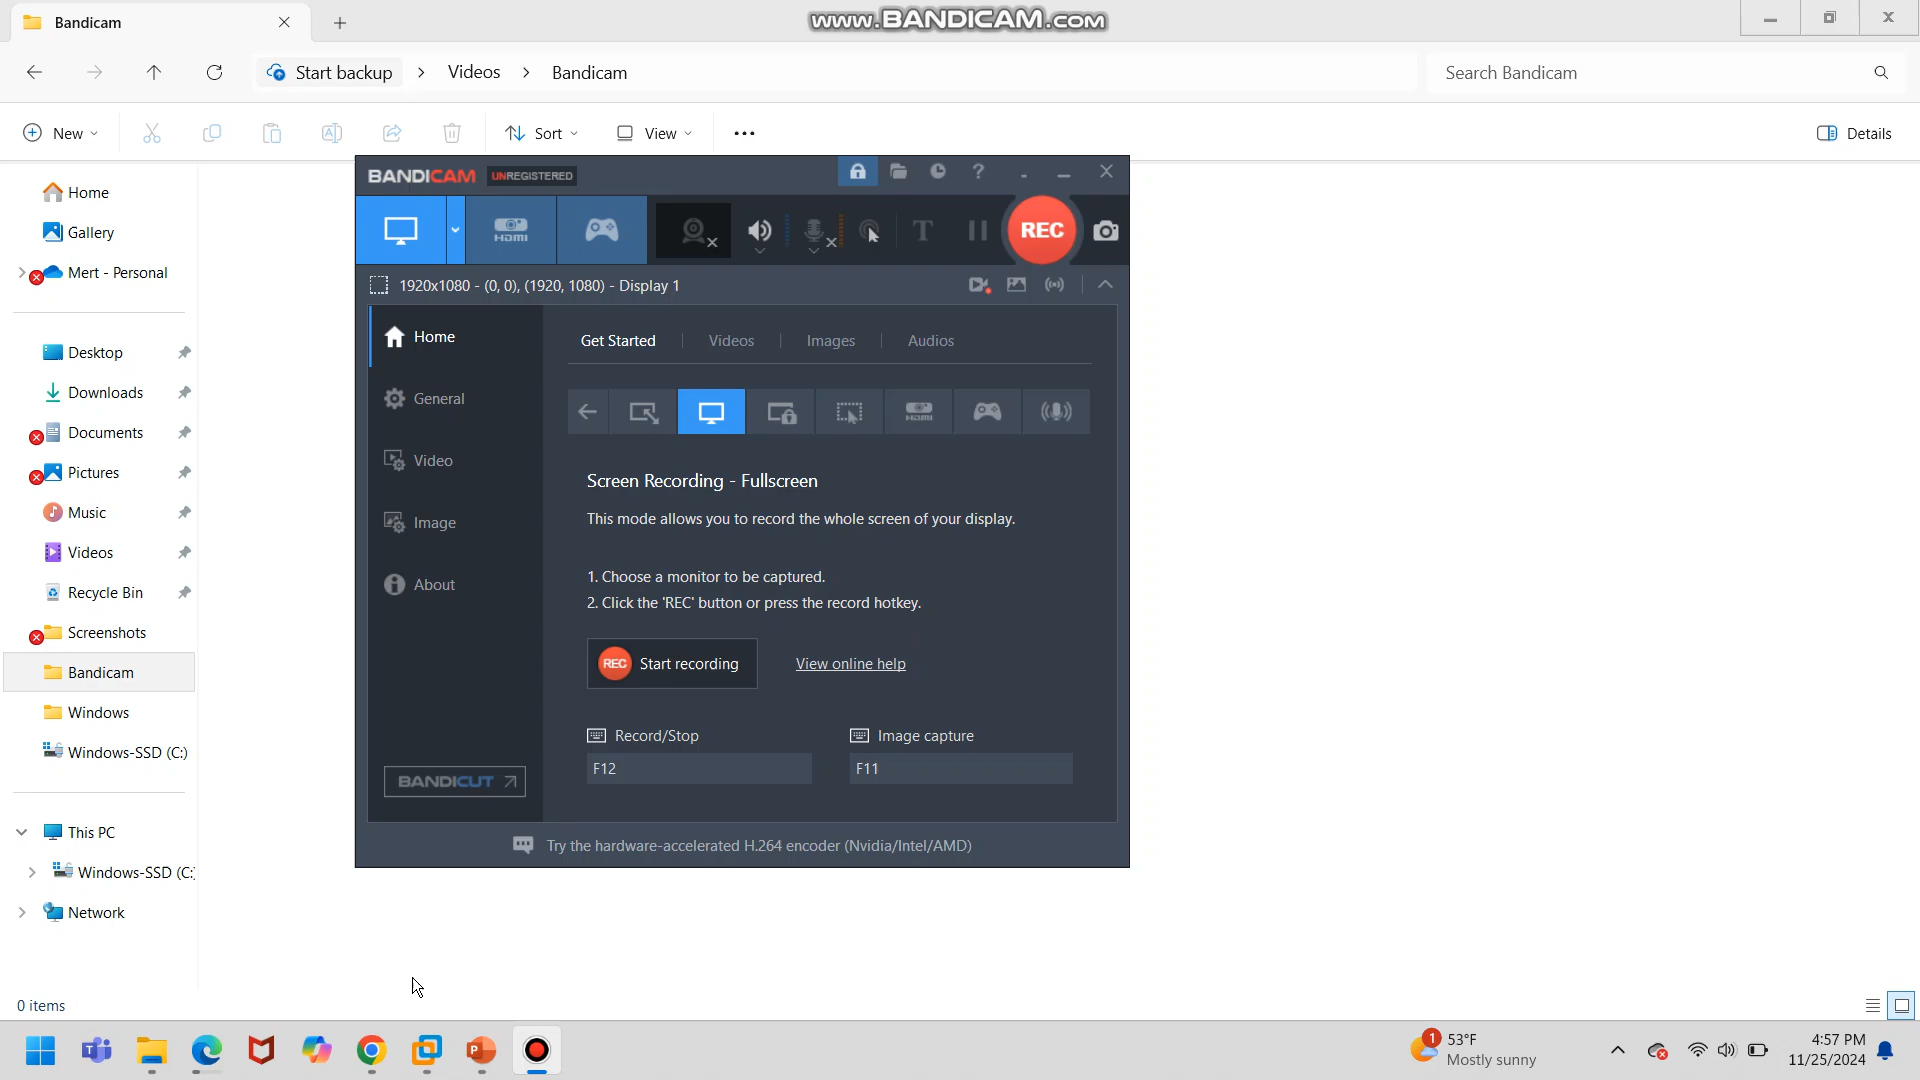 Bandicam
www.BANDICAM.com
Start backup > Videos > Bandicam
Search Bandicam
New
Sort
View
Details
Home
Gallery
Mert - Personal
Desktop
Downloads
Documents
Pictures
Music
Videos
Recycle Bin
Screenshots
Bandicam
Windows
Windows-SSD (C:)
This PC
Windows-SSD (C:
Network
0 items
BANDICAM UNREGISTERED
?
HDMI
T
REC
1920x1080 - (0, 0), (1920, 1080) - Display 1
Home
General
Video
Image
About
BANDICUT
Get Started | Videos | Images | Audios
HDMI
Screen Recording - Fullscreen
This mode allows you to record the whole screen of your display.
1. Choose a monitor to be captured.
2. Click the 'REC' button or press the record hotkey.
REC Start recording
View online help
Record/Stop
Image capture
F12
F11
Try the hardware-accelerated H.264 encoder (Nvidia/Intel/AMD)
1
53°F
Mostly sunny
4:57 PM
11/25/2024